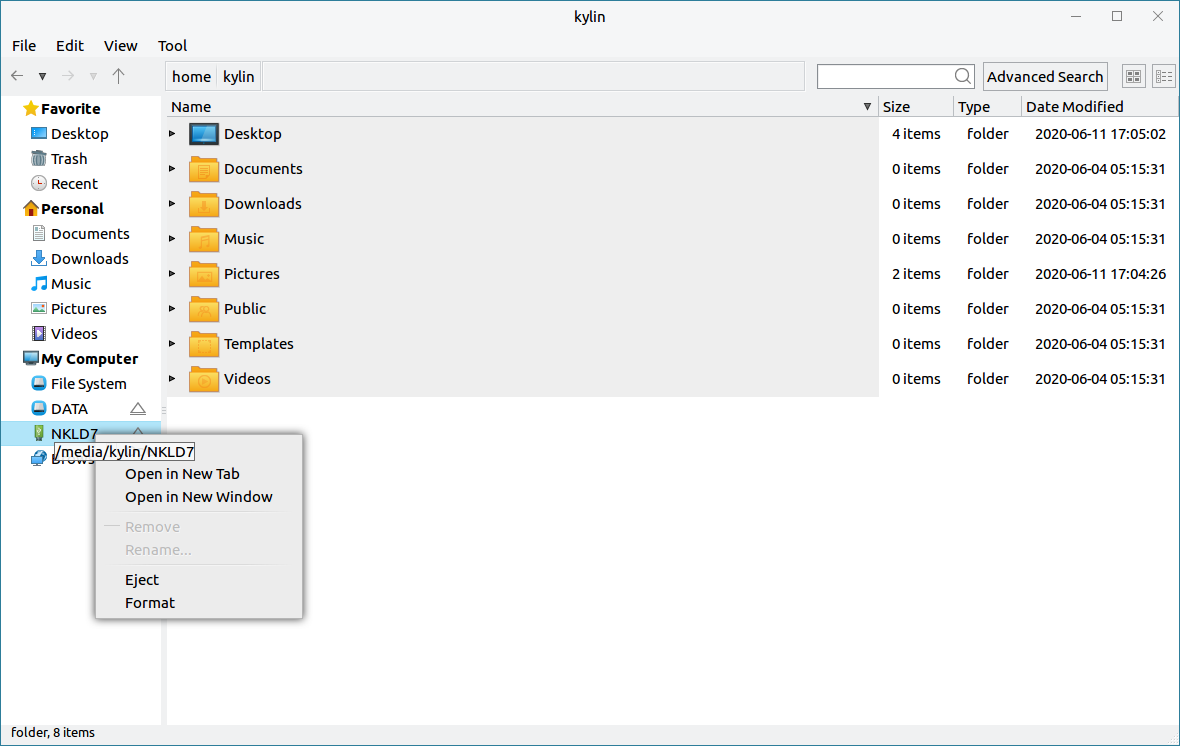 kylin
File Edit View Tool
home kylin Advanced Search
Favorite
Desktop
Trash
Recent
Personal
Documents
Downloads
Music
Pictures
Videos
My Computer
File System
DATA
NKLD7
/media/kylin/NKLD7
Open in New Tab
Open in New Window
Remove
Rename...
Eject
Format
Name Size Type Date Modified
Desktop 4 items folder 2020-06-11 17:05:02
Documents 0 items folder 2020-06-04 05:15:31
Downloads 0 items folder 2020-06-04 05:15:31
Music 0 items folder 2020-06-04 05:15:31
Pictures 2 items folder 2020-06-11 17:04:26
Public 0 items folder 2020-06-04 05:15:31
Templates 0 items folder 2020-06-04 05:15:31
Videos 0 items folder 2020-06-04 05:15:31
folder, 8 items